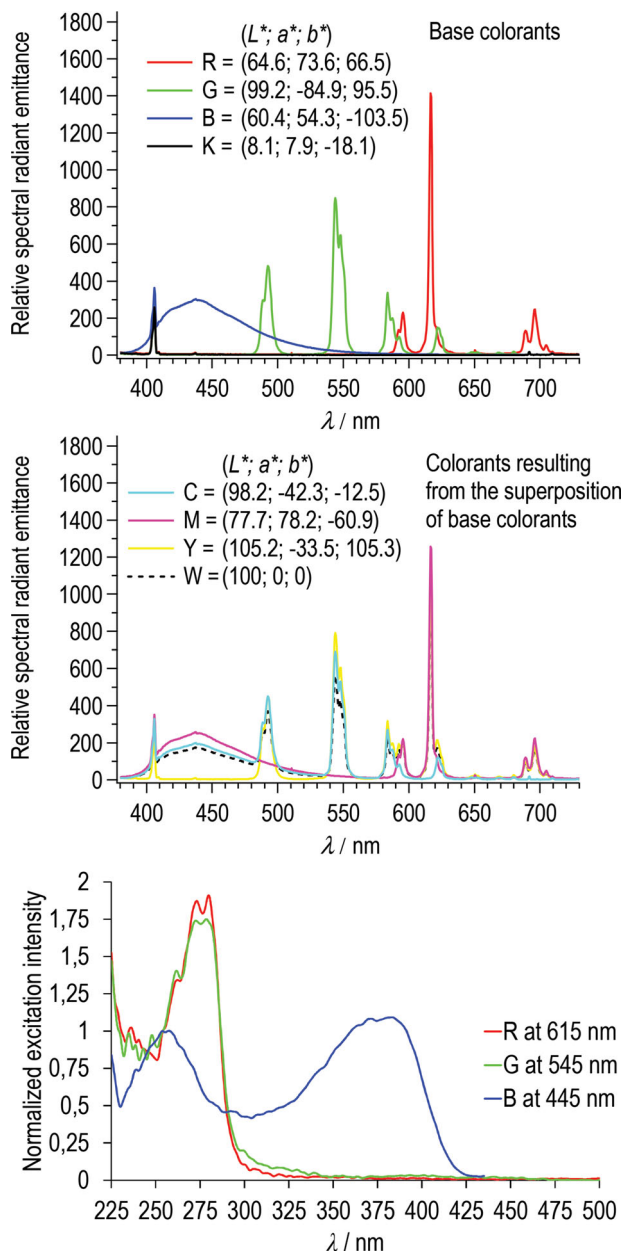 (L*; a*; b*)
Base colorants
R = (64.6; 73.6; 66.5)
G = (99.2; -84.9; 95.5)
B = (60.4; 54.3; -103.5)
K = (8.1; 7.9; -18.1)
Relative spectral radiant emittance
1800
1600
1400
1200
1000
800
600
400
200
0
400 450 500 550 600 650 700
λ / nm
(L*; a*; b*)
Colorants resulting
from the superposition
of base colorants
C = (98.2; -42.3; -12.5)
M = (77.7; 78.2; -60.9)
Y = (105.2; -33.5; 105.3)
W = (100; 0; 0)
Relative spectral radiant emittance
1800
1600
1400
1200
1000
800
600
400
200
0
400 450 500 550 600 650 700
λ / nm
Normalized excitation intensity
2
1,75
1,5
1,25
1
0,75
0,5
0,25
0
R at 615 nm
G at 545 nm
B at 445 nm
225 250 275 300 325 350 375 400 425 450 475 500
λ / nm